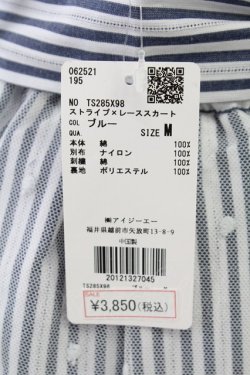 062521
195
NO TS285X98
ストライプ×レーススカート
COL ブルー
QUA. SIZE M
本体 綿 100%
別布 ナイロン 100%
刺繍 綿 100%
裏地 ポリエステル 100%
㈱アイジーエー
福井県越前市矢放町13-8-9
中国製
20121327045
TS285X98 ブルー
SALE
¥3,850(税込)